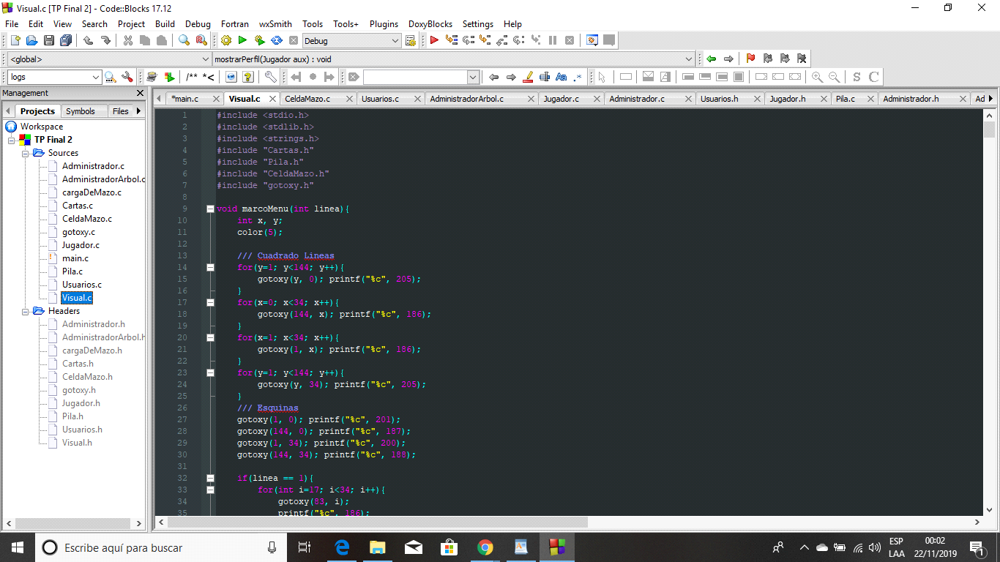 Visual.c [TP Final 2] - Code::Blocks 17.12
File Edit View Search Project Build Debug Fortran wxSmith Tools Tools+ Plugins DoxyBlocks Settings Help
Debug
<global> mostrarPerfil(Jugador aux) : void
logs /** *< Aa .* S C
Management
*main.c Visual.c CeldaMazo.c Usuarios.c AdministradorArbol.c Jugador.c Administrador.c Usuarios.h Jugador.h Pila.c Administrador.h Ad
Projects Symbols Files
Workspace
TP Final 2
Sources
Administrador.c
AdministradorArbol.c
cargaDeMazo.c
Cartas.c
CeldaMazo.c
gotoxy.c
Jugador.c
main.c
Pila.c
Usuarios.c
Visual.c
Headers
Administrador.h
AdministradorArbol.h
cargaDeMazo.h
Cartas.h
CeldaMazo.h
gotoxy.h
Jugador.h
Pila.h
Usuarios.h
Visual.h
1 #include <stdio.h>
2 #include <stdlib.h>
3 #include <strings.h>
4 #include "Cartas.h"
5 #include "Pila.h"
6 #include "CeldaMazo.h"
7 #include "gotoxy.h"
8
9 void marcoMenu(int linea){
10 int x, y;
11 color(5);
12
13 /// Cuadrado Lineas
14 for(y=1; y<144; y++){
15 gotoxy(y, 0); printf("%c", 205);
16 }
17 for(x=0; x<34; x++){
18 gotoxy(144, x); printf("%c", 186);
19 }
20 for(x=1; x<34; x++){
21 gotoxy(1, x); printf("%c", 186);
22 }
23 for(y=1; y<144; y++){
24 gotoxy(y, 34); printf("%c", 205);
25 }
26 /// Esquinas
27 gotoxy(1, 0); printf("%c", 201);
28 gotoxy(144, 0); printf("%c", 187);
29 gotoxy(1, 34); printf("%c", 200);
30 gotoxy(144, 34); printf("%c", 188);
31
32 if(linea == 1){
33 for(int i=17; i<34; i++){
34 gotoxy(83, i);
35 printf("%c", 186);
Escribe aquí para buscar
ESP
LAA
00:02
22/11/2019
1